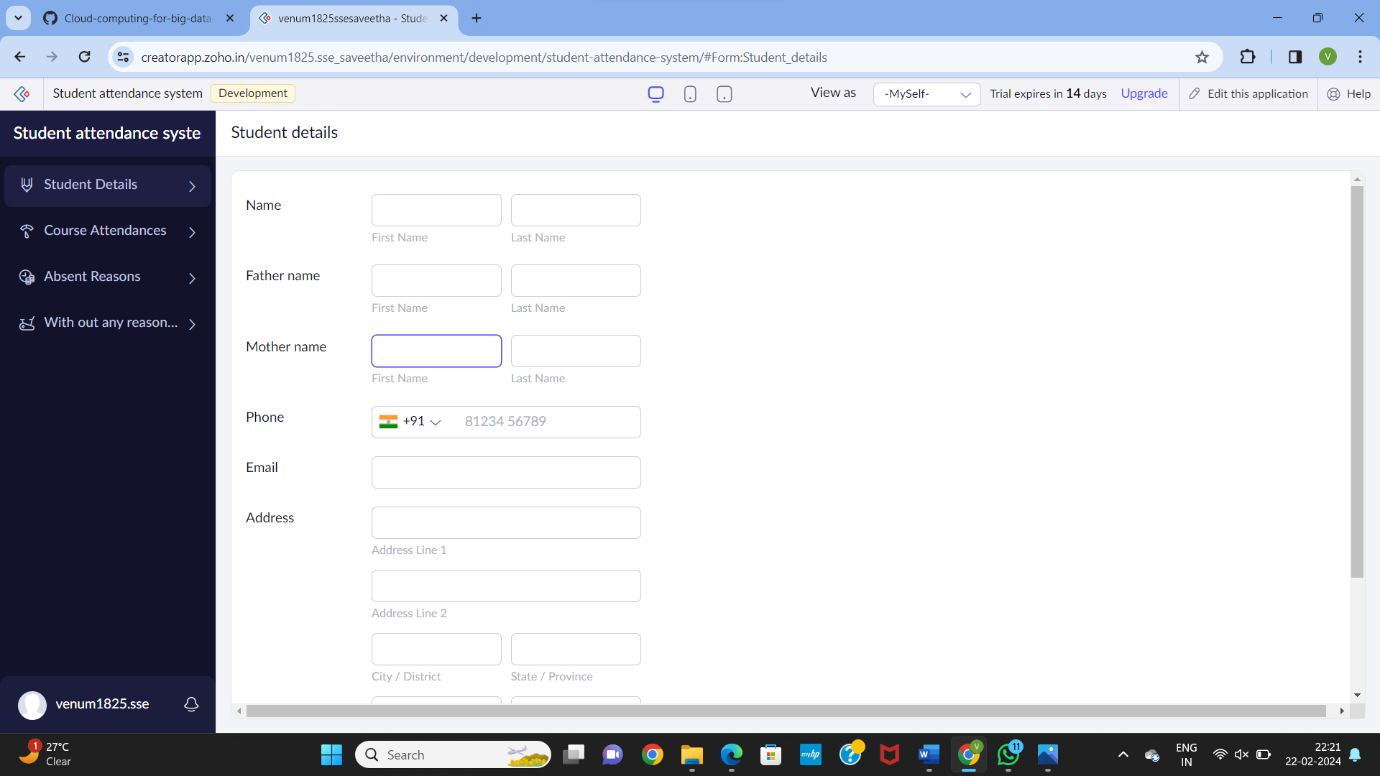 Cloud-computing-for-big-data-
venum1825ssesaveetha - Stude
creatorapp.zoho.in/venum1825.sse_saveetha/environment/development/student-attendance-system/#Form:Student_details
V
Student attendance system
Development
View as
-MySelf-
Trial expires in 14 days
Upgrade
Edit this application
Help
Student attendance syste
Student details
Student Details
Course Attendances
Absent Reasons
With out any reason...
Name
First Name
Last Name
Father name
First Name
Last Name
Mother name
First Name
Last Name
Phone
+91
81234 56789
Email
Address
Address Line 1
Address Line 2
City / District
State / Province
venum1825.sse
1
27°C
Clear
Search
myhp
W
V
11
ENG
IN
22:21
22-02-2024